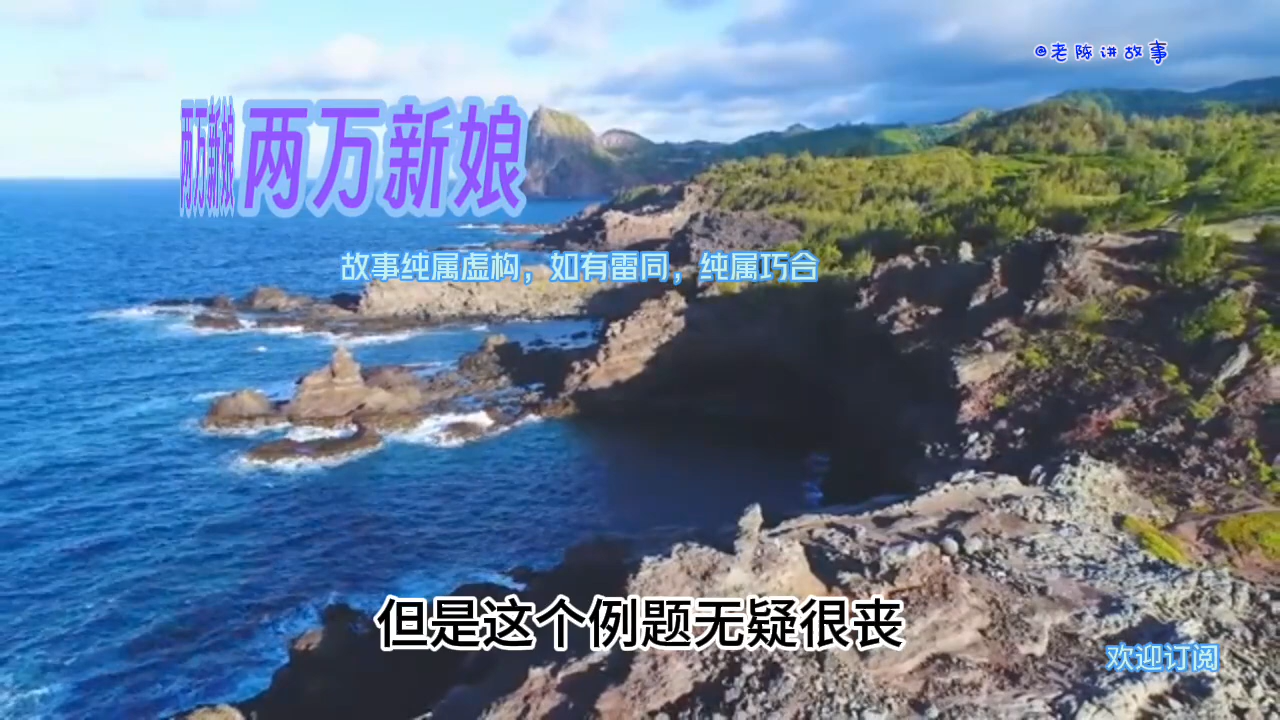 @老陈讲故事
两万新娘 两万新娘
故事纯属虚构，如有雷同，纯属巧合
但是这个例题无疑很丧
欢迎订阅